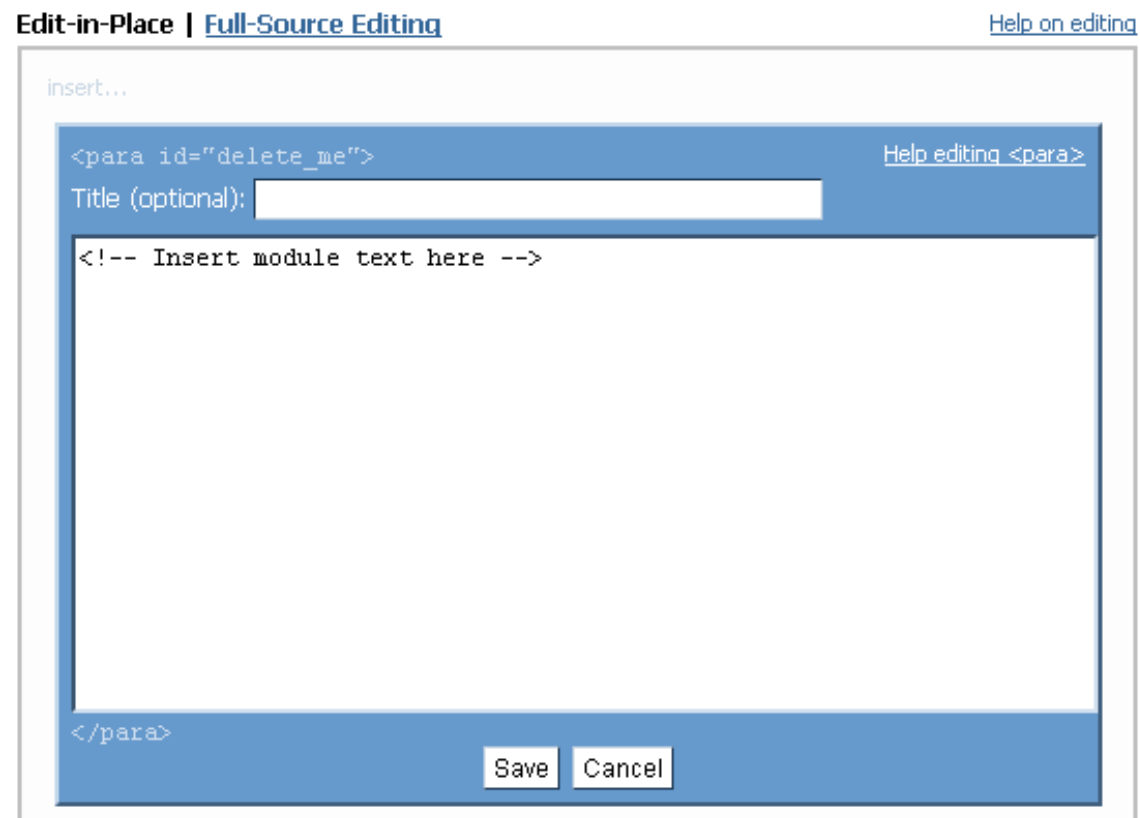 Edit-in-Place | Full-Source Editing Help on editing
insert...
<para id="delete_me"> Help editing <para>
Title (optional):
<!-- Insert module text here -->
</para>
Save Cancel